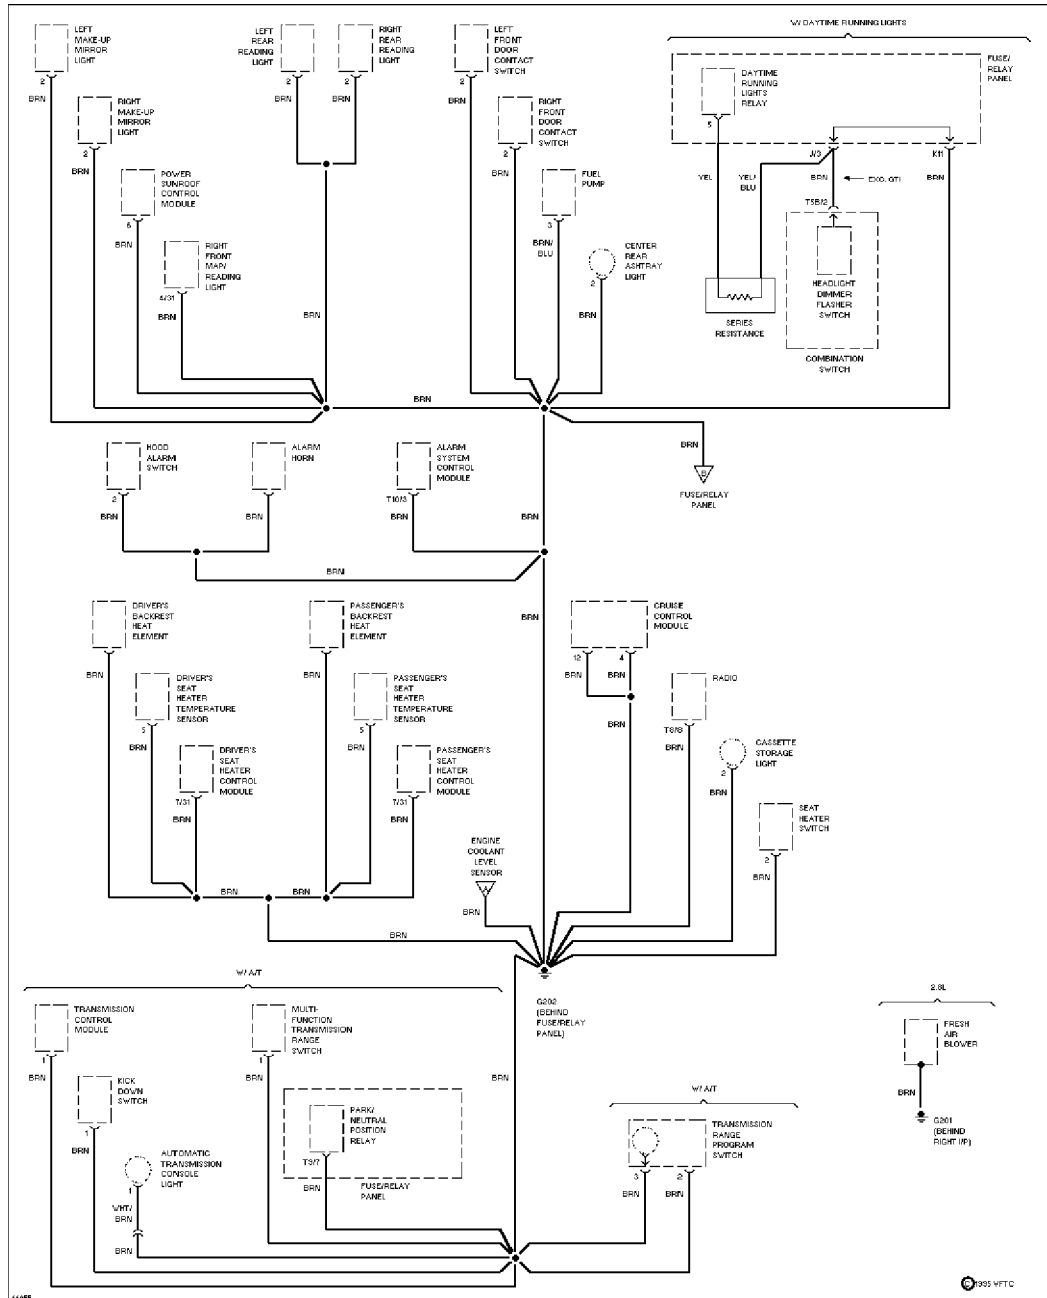 W/ DAYTIME RUNNING LIGHTS
LEFT
MAKE-UP
MIRROR
LIGHT
2
BRN
RIGHT
MAKE-UP
MIRROR
LIGHT
2
BRN
POWER
SUNROOF
CONTROL
MODULE
6
BRN
RIGHT
FRONT
MAP/
READING
LIGHT
4/31
BRN
LEFT
REAR
READING
LIGHT
2
BRN
RIGHT
REAR
READING
LIGHT
2
BRN
BRN
LEFT
FRONT
DOOR
CONTACT
SWITCH
2
BRN
RIGHT
FRONT
DOOR
CONTACT
SWITCH
2
BRN
FUEL
PUMP
3
BRN/
BLU
CENTER
REAR
ASHTRAY
LIGHT
2
BRN
FUSE/
RELAY
PANEL
DAYTIME
RUNNING
LIGHTS
RELAY
5
J/3
K11
YEL
YEL/
BLU
BRN
EXC. GTI
BRN
T5B/2
SERIES
RESISTANCE
HEADLIGHT
DIMMER
FLASHER
SWITCH
COMBINATION
SWITCH
BRN
BRN
B
FUSE/RELAY
PANEL
HOOD
ALARM
SWITCH
2
BRN
ALARM
HORN
BRN
ALARM
SYSTEM
CONTROL
MODULE
T10/3
BRN
BRN
BRN
DRIVER'S
BACKREST
HEAT
ELEMENT
BRN
DRIVER'S
SEAT
HEATER
TEMPERATURE
SENSOR
5
BRN
DRIVER'S
SEAT
HEATER
CONTROL
MODULE
7/31
BRN
PASSENGER'S
BACKREST
HEAT
ELEMENT
BRN
PASSENGER'S
SEAT
HEATER
TEMPERATURE
SENSOR
5
BRN
PASSENGER'S
SEAT
HEATER
CONTROL
MODULE
7/31
BRN
BRN
CRUISE
CONTROL
MODULE
12
4
BRN
BRN
BRN
RADIO
T8/8
BRN
CASSETTE
STORAGE
LIGHT
2
BRN
SEAT
HEATER
SWITCH
2
BRN
ENGINE
COOLANT
LEVEL
SENSOR
A
BRN
BRN
BRN
BRN
G202
(BEHIND
FUSE/RELAY
PANEL)
W/ A/T
TRANSMISSION
CONTROL
MODULE
1
BRN
KICK
DOWN
SWITCH
1
BRN
AUTOMATIC
TRANSMISSION
CONSOLE
LIGHT
1
WHT/
BRN
BRN
MULTI-
FUNCTION
TRANSMISSION
RANGE
SWITCH
1
BRN
PARK/
NEUTRAL
POSITION
RELAY
T9/7
BRN
FUSE/RELAY
PANEL
BRN
W/ A/T
TRANSMISSION
RANGE
PROGRAM
SWITCH
3
2
BRN
BRN
2.8L
FRESH
AIR
BLOWER
BRN
G201
(BEHIND
RIGHT I/P)
© 1995 VFTC